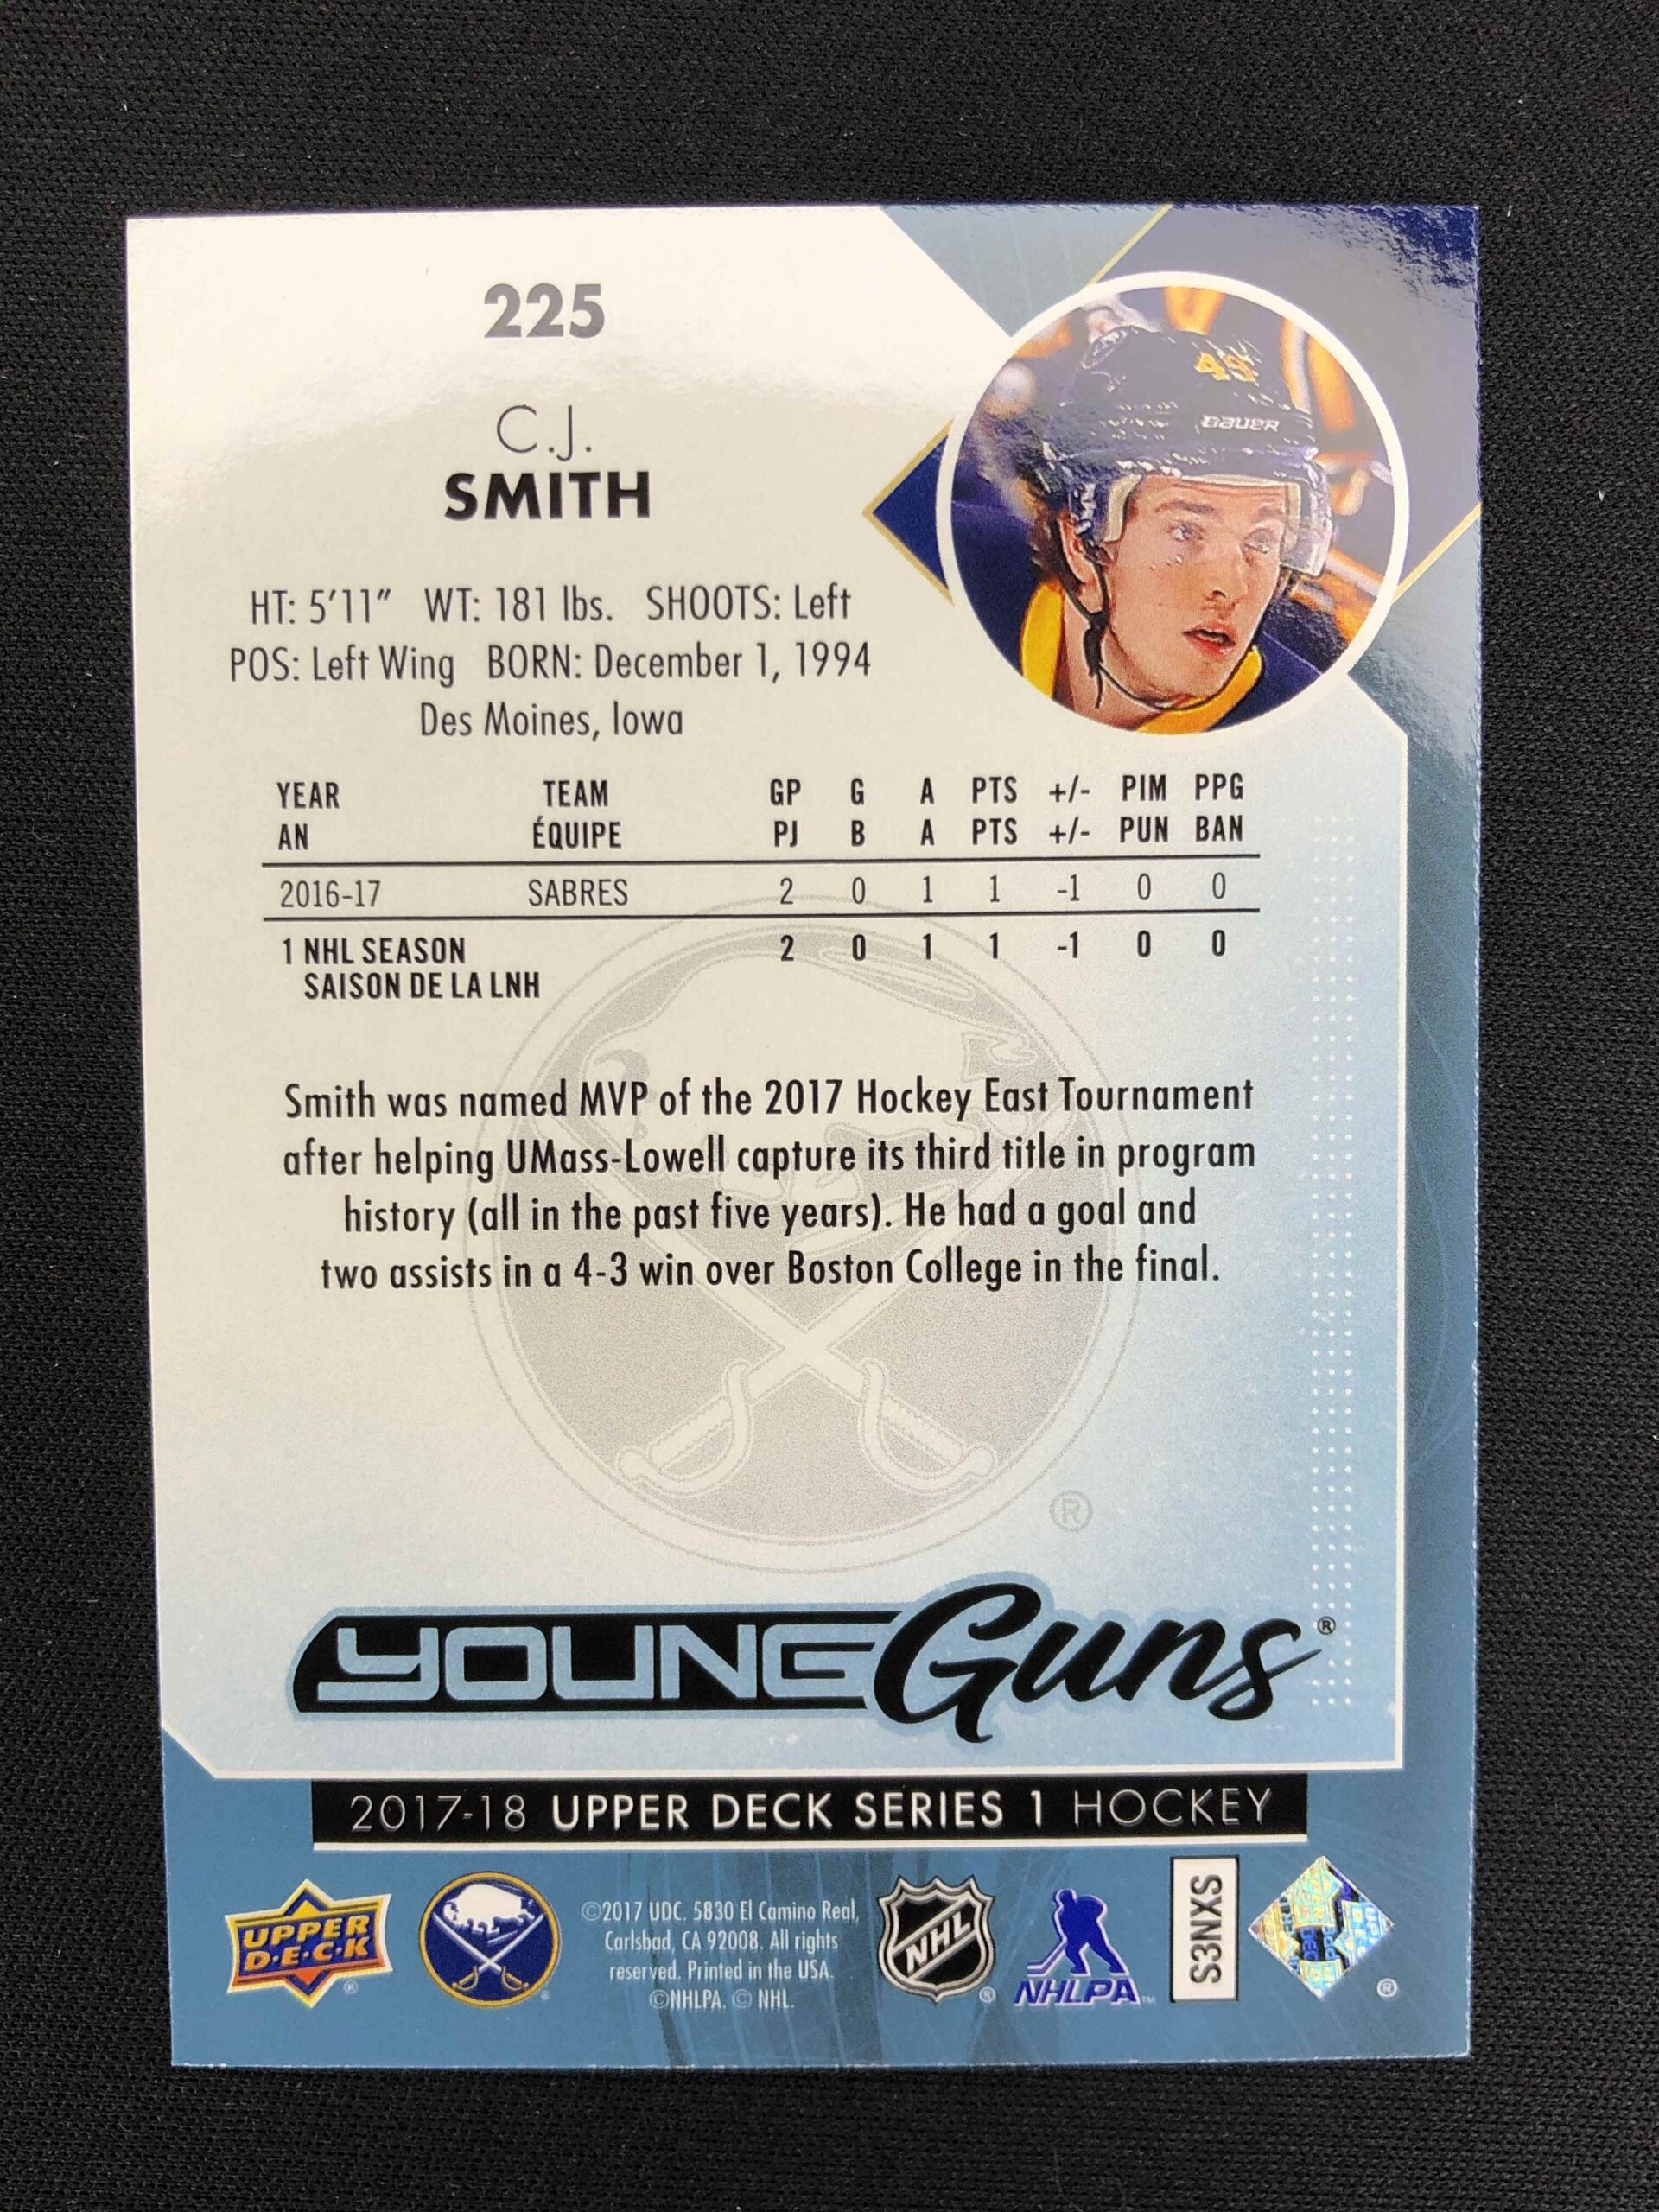 225
C.J.
SMITH
49
BAUER
HT: 5'11" WT: 181 lbs. SHOOTS: Left
POS: Left Wing BORN: December 1, 1994
Des Moines, Iowa
YEAR TEAM GP G A PTS +/- PIM PPG
AN ÉQUIPE PJ B A PTS +/- PUN BAN
2016-17 SABRES 2 0 1 1 -1 0 0
1 NHL SEASON 2 0 1 1 -1 0 0
SAISON DE LA LNH
Smith was named MVP of the 2017 Hockey East Tournament
after helping UMass-Lowell capture its third title in program
history (all in the past five years). He had a goal and
two assists in a 4-3 win over Boston College in the final.
®
YOUNG Guns®
2017-18 UPPER DECK SERIES 1 HOCKEY
UPPER
D·E·C·K
®
©2017 UDC. 5830 El Camino Real,
Carlsbad, CA 92008. All rights
reserved. Printed in the USA.
©NHLPA. © NHL.
NHL
®
NHLPA™
S3NXS
®